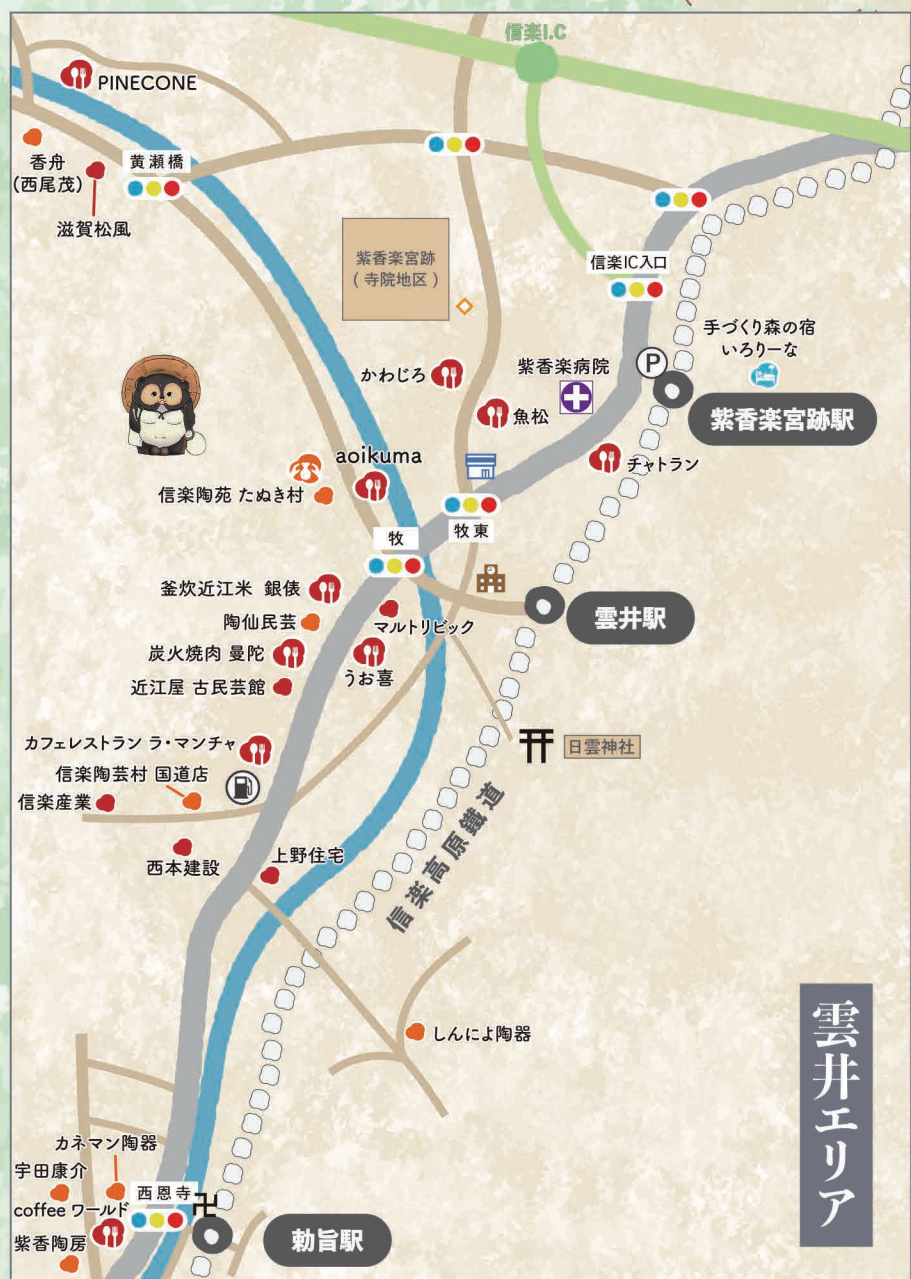 信楽I.C
PINECONE
香舟
(西尾茂)
黄瀬橋
滋賀松風
紫香楽宮跡
(寺院地区)
信楽IC入口
手づくり森の宿
いろりーな
P
かわじろ
紫香楽病院
紫香楽宮跡駅
魚松
aoikuma
チャトラン
信楽陶苑 たぬき村
牧
牧東
釜炊近江米 銀俵
雲井駅
陶仙民芸
マルトリビック
炭火焼肉 曼陀
うお喜
近江屋 古民芸館
カフェレストラン ラ・マンチャ
日雲神社
信楽陶芸村 国道店
信楽産業
信楽高原鐵道
西本建設
上野住宅
しんによ陶器
雲井エリア
カネマン陶器
宇田康介
西恩寺
coffee ワールド
紫香陶房
勅旨駅